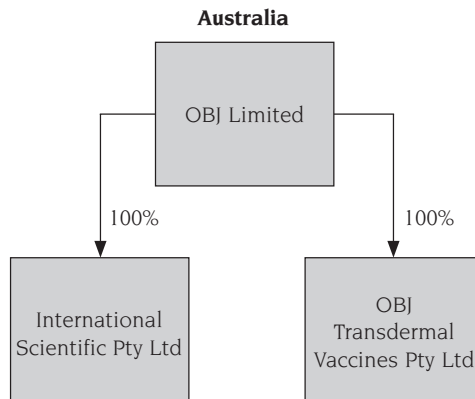 Australia
OBJ Limited
100%
100%
International
Scientific Pty Ltd
OBJ
Transdermal
Vaccines Pty Ltd